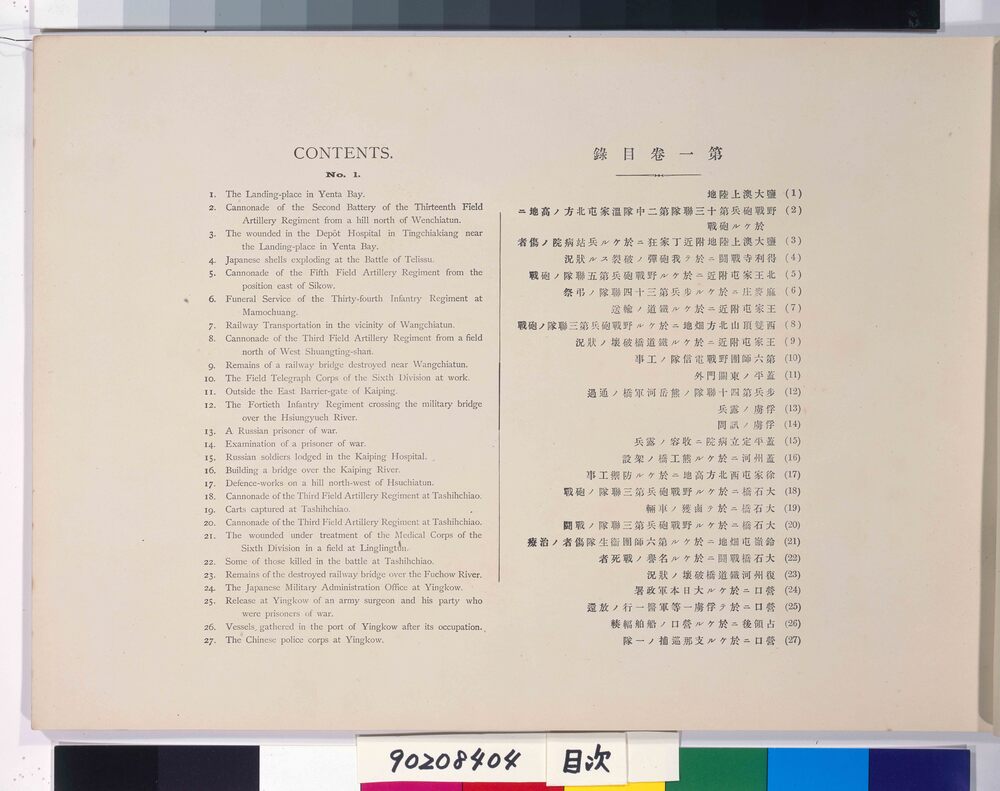 CONTENTS.
No. 1.
1. The Landing-place in Yenta Bay.
2. Cannonade of the Second Battery of the Thirteenth Field
Artillery Regiment from a hill north of Wenchiatun.
3. The wounded in the Depôt Hospital in Tingchiakiang near
the Landing-place in Yenta Bay.
4. Japanese shells exploding at the Battle of Telissu.
5. Cannonade of the Fifth Field Artillery Regiment from the
position east of Sikow.
6. Funeral Service of the Thirty-fourth Infantry Regiment at
Mamochuang.
7. Railway Transportation in the vicinity of Wangchiatun.
8. Cannonade of the Third Field Artillery Regiment from a field
north of West Shuangting-shan.
9. Remains of a railway bridge destroyed near Wangchiatun.
10. The Field Telegraph Corps of the Sixth Division at work.
11. Outside the East Barrier-gate of Kaiping.
12. The Fortieth Infantry Regiment crossing the military bridge
over the Hsiungyueh River.
13. A Russian prisoner of war.
14. Examination of a prisoner of war.
15. Russian soldiers lodged in the Kaiping Hospital.
16. Building a bridge over the Kaiping River.
17. Defence-works on a hill north-west of Hsuchiatun.
18. Cannonade of the Third Field Artillery Regiment at Tashihchiao.
19. Carts captured at Tashihchiao.
20. Cannonade of the Third Field Artillery Regiment at Tashihchiao.
21. The wounded under treatment of the Medical Corps of the
Sixth Division in a field at Linglingtun.
22. Some of those killed in the battle at Tashihchiao.
23. Remains of the destroyed railway bridge over the Fuchow River.
24. The Japanese Military Administration Office at Yingkow.
25. Release at Yingkow of an army surgeon and his party who
were prisoners of war.
26. Vessels gathered in the port of Yingkow after its occupation.
27. The Chinese police corps at Yingkow.
第一卷目錄
(1) 鹽大澳上陸地
(2) 野戰砲兵第十三聯隊第二中隊溫家屯北方ノ高地ニ
於ケル砲戰
(3) 鹽大澳上陸地附近丁家狂ニ於ケル兵站病院ノ傷者
(4) 得利寺戰鬪ニ於テ我砲彈ノ破裂スル狀況
(5) 北王家屯附近ニ於ケル野戰砲兵第五聯隊ノ砲戰
(6) 麻麥庄ニ於ケル步兵第三十四聯隊ノ弔祭
(7) 王家屯附近ニ於ケル鐵道ノ輸送
(8) 西雙頂山北方畑地ニ於ケル野戰砲兵第三聯隊ノ砲戰
(9) 王家屯附近ニ於ケル鐵道橋破壞ノ狀況
(10) 第六師團野戰電信隊ノ工事
(11) 蓋平ノ東關門外
(12) 步兵第四十聯隊ノ熊岳河軍橋ノ通過
(13) 俘虜ノ露兵
(14) 俘虜ノ訊問
(15) 蓋平定立病院ニ收容ノ露兵
(16) 蓋州河ニ於ケル工橋ノ架設
(17) 徐家屯西北方高地ニ於ケル防禦工事
(18) 大石橋ニ於ケル野戰砲兵第三聯隊ノ砲戰
(19) 大石橋ニ於テ鹵獲ノ車輛
(20) 大石橋ニ於ケル野戰砲兵第三聯隊ノ戰鬪
(21) 鈴嶺屯畑地ニ於ケル第六師團衞生隊傷者ノ治療
(22) 大石橋戰鬪ニ於ケル名譽ノ戰死者
(23) 復州河鐵道橋破壞ノ狀況
(24) 營口ニ於ケル大日本軍政署
(25) 營口ニ於テ俘虜一等軍醫一行ノ放還
(26) 占領後ニ於ケル營口ノ船舶輻輳
(27) 營口ニ於ケル支那巡捕ノ一隊
90208404 目次